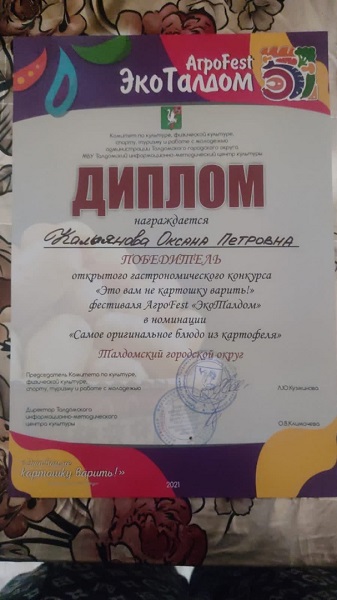 АгроFest
ЭкоТалдом
Комитет по культуре, физической культуре,
спорту, туризму и работе с молодежью
администрации Талдомского городского округа
МБУ Талдомский информационно-методический центр культуры
ДИПЛОМ
награждается
Оксана Петровна
ПОБЕДИТЕЛЬ
открытого гастрономического конкурса
«Это вам не картошку варить!»
фестиваля АгроFest «ЭкоТалдом»
в номинации
«Самое оригинальное блюдо из картофеля»
Талдомский городской округ
Председатель Комитета по культуре,
физической культуре,
спорту, туризму и работе с молодежью
Директор Талдомского
информационно-методического
центра культуры
картошку варить!»
2021